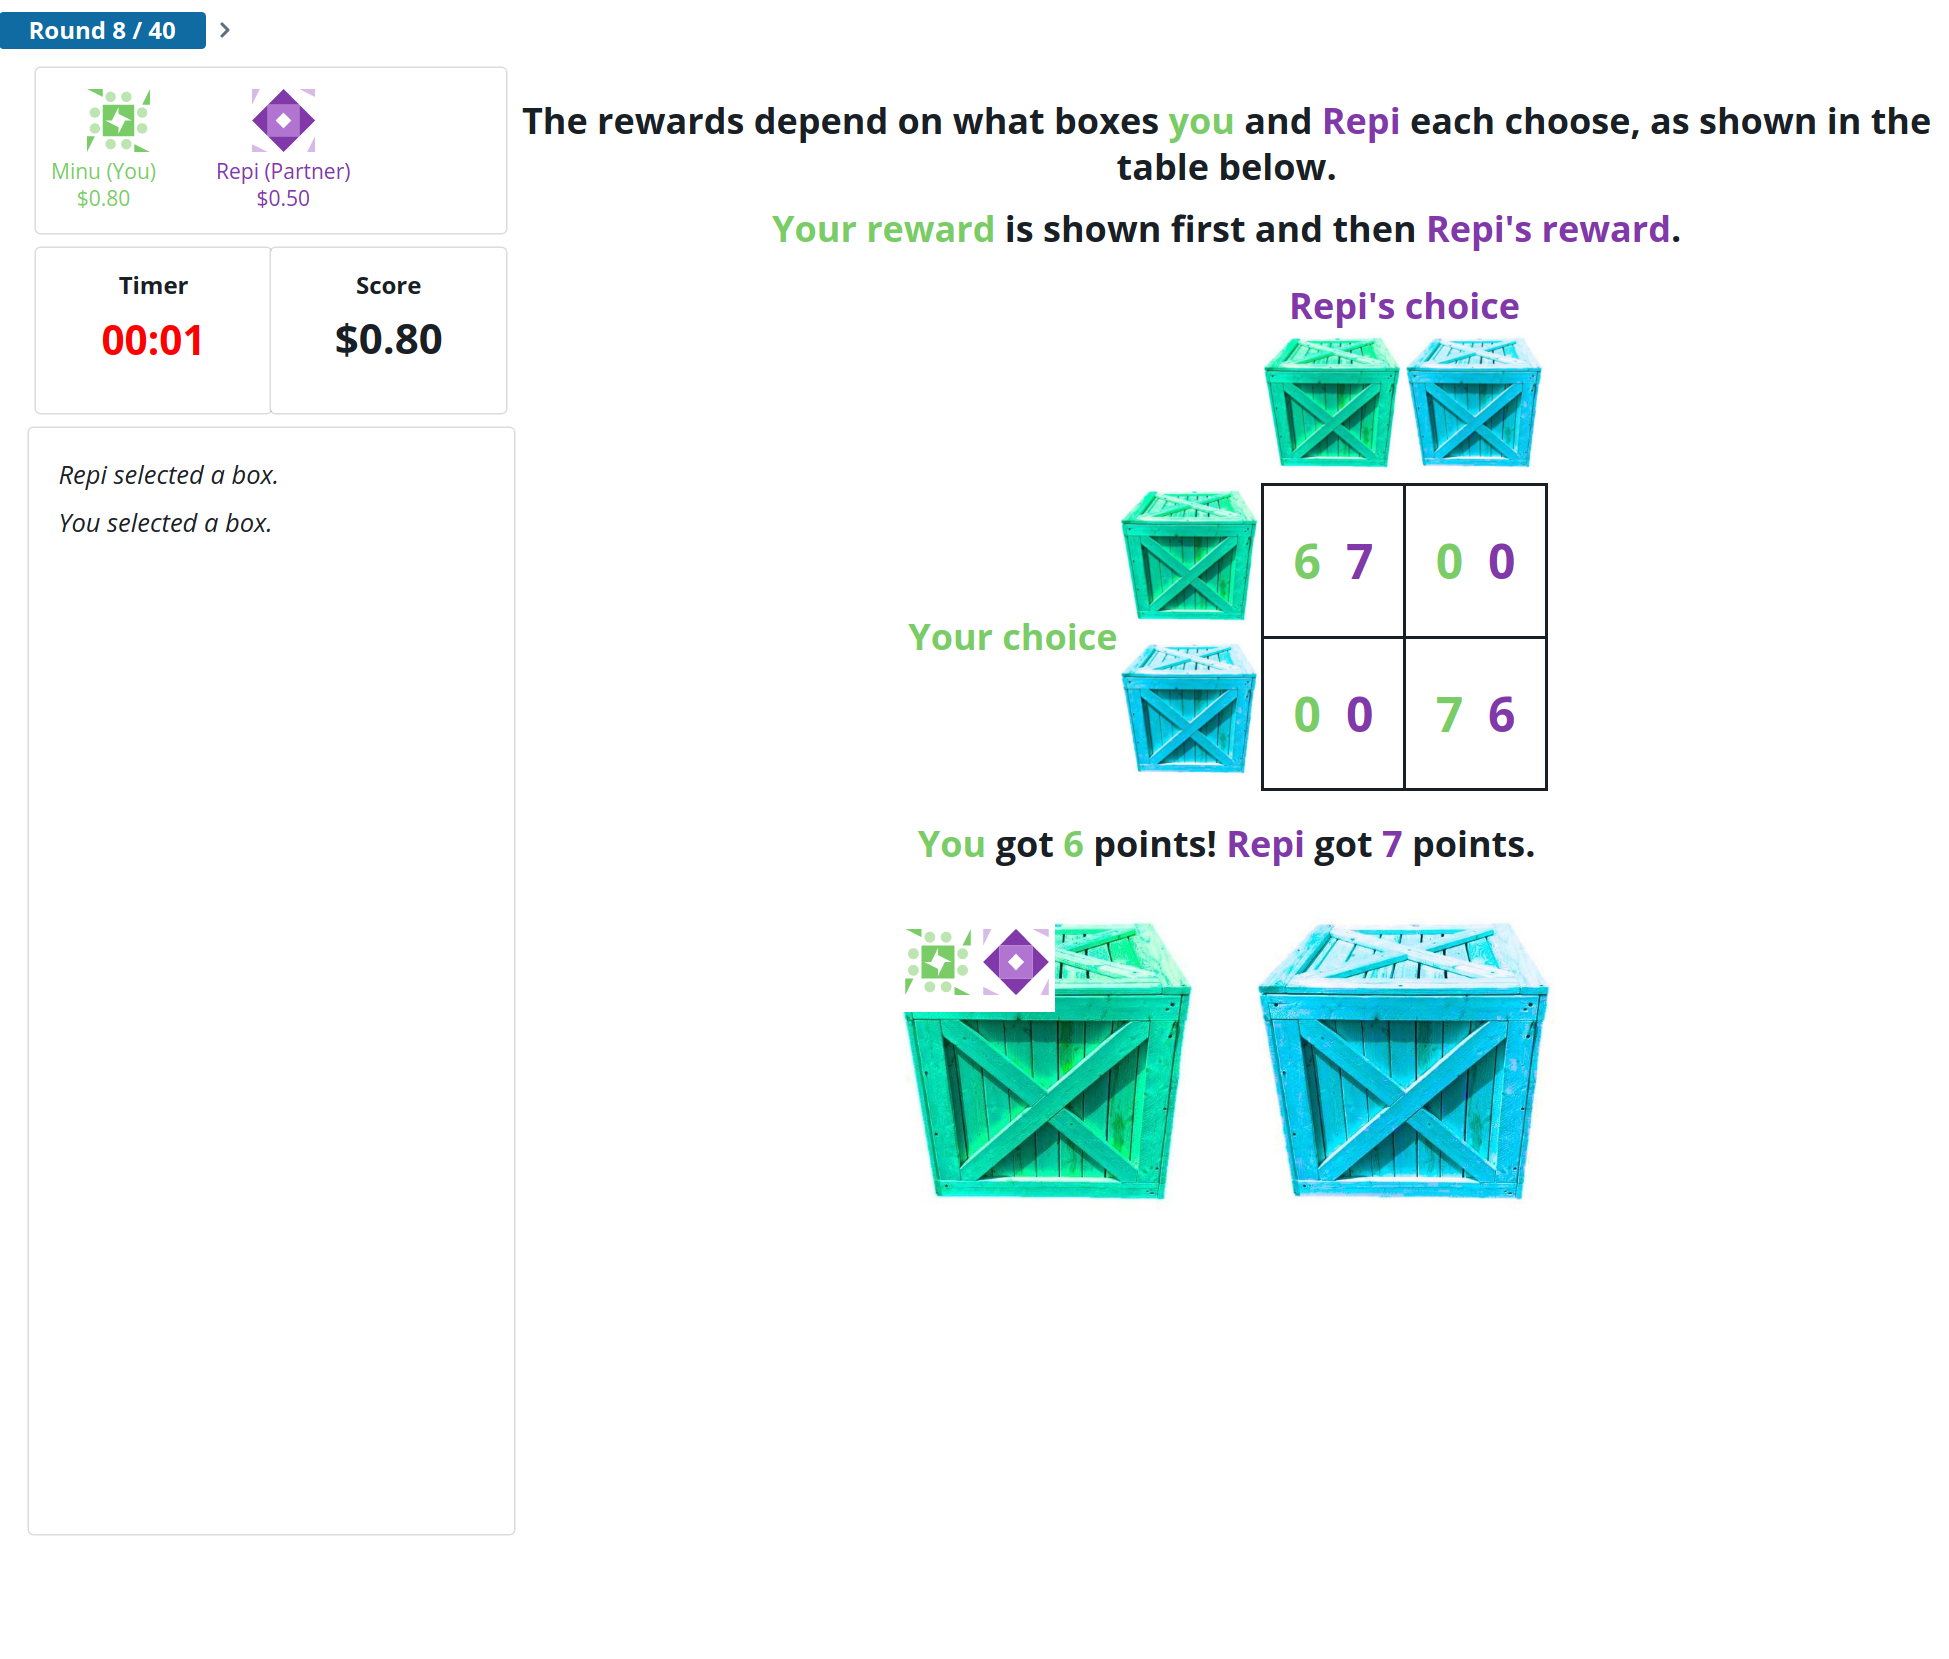 Round 8 / 40
Minu (You)
$0.80
Repi (Partner)
$0.50
Timer
00:01
Score
$0.80
Repi selected a box.
You selected a box.
The rewards depend on what boxes you and Repi each choose, as shown in the
table below.
Your reward is shown first and then Repi's reward.
Repi's choice
Your choice
6 7 0 0
0 0 7 6
You got 6 points! Repi got 7 points.